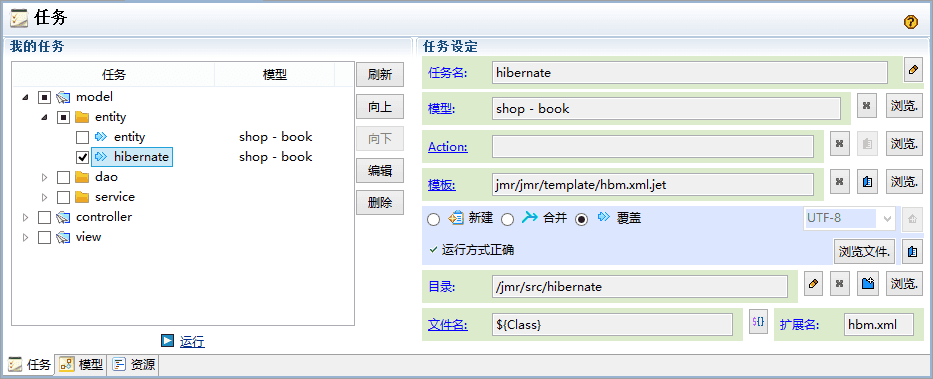 任务
我的任务
任务 模型
model
entity
entity shop - book
hibernate shop - book
dao
service
controller
view
刷新
向上
向下
编辑
删除
运行
任务设定
任务名: hibernate
模型: shop - book 浏览.
Action: 浏览.
模板: jmr/jmr/template/hbm.xml.jet 浏览.
新建 合并 覆盖 UTF-8
运行方式正确 浏览文件.
目录: /jmr/src/hibernate 浏览.
文件名: ${Class} ${} 扩展名: hbm.xml
任务 模型 资源